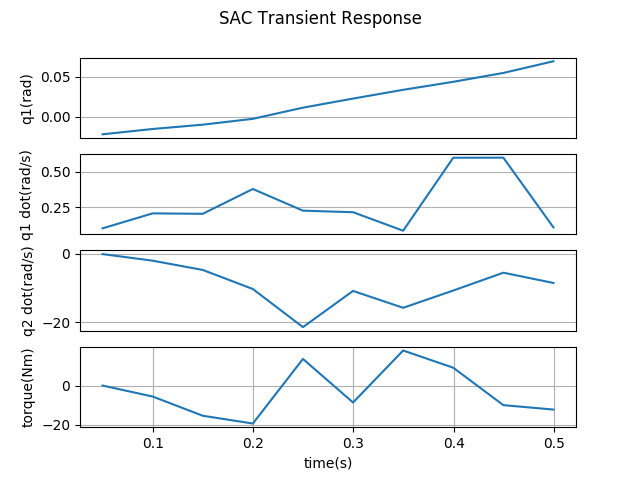 SAC Transient Response
q1(rad)
0.05
0.00
q1 dot(rad/s)
0.50
0.25
q2 dot(rad/s)
0
−20
torque(Nm)
0
−20
0.1 0.2 0.3 0.4 0.5
time(s)